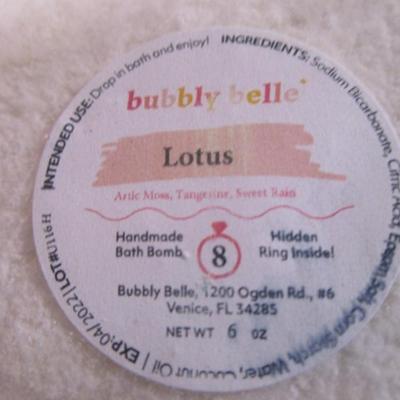 INTENDED USE: Drop in bath and enjoy!
INGREDIENTS: Sodium Bicarbonate, Citric Acid, Epsom Salt, Corn Starch, Water, Coconut Oil
EXP.04/2022 | LOT#U116H
bubbly belle
Lotus
Artic Moss, Tangerine, Sweet Rain
Handmade
Bath Bomb
8
Hidden
Ring Inside!
Bubbly Belle, 1200 Ogden Rd., #6
Venice, FL 34285
NET WT 6 OZ